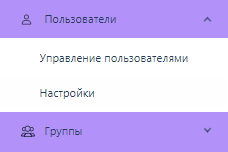 Пользователи
Управление пользователями
Настройки
Группы